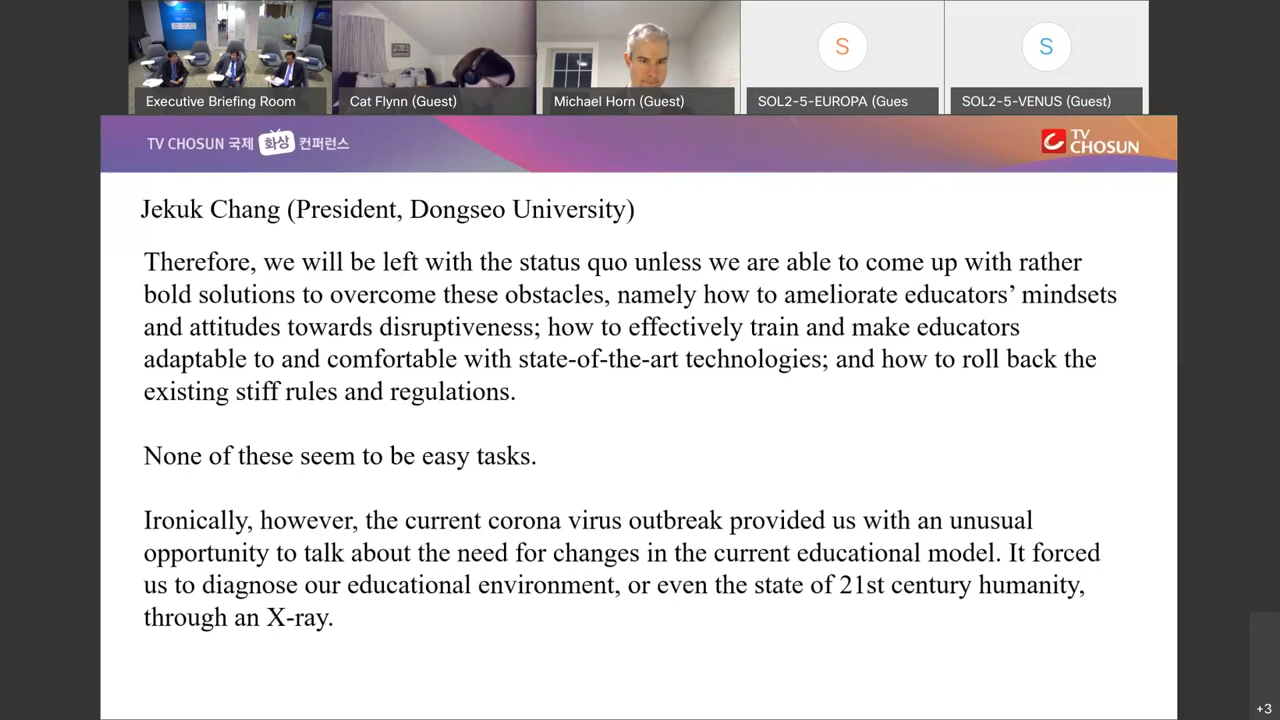 Executive Briefing Room
Cat Flynn (Guest)
Michael Horn (Guest)
S
SOL2-5-EUROPA (Gues
S
SOL2-5-VENUS (Guest)
TV CHOSUN 국제 화상 컨퍼런스
TV
CHOSUN
Jekuk Chang (President, Dongseo University)
Therefore, we will be left with the status quo unless we are able to come up with rather
bold solutions to overcome these obstacles, namely how to ameliorate educators’ mindsets
and attitudes towards disruptiveness; how to effectively train and make educators
adaptable to and comfortable with state-of-the-art technologies; and how to roll back the
existing stiff rules and regulations.
None of these seem to be easy tasks.
Ironically, however, the current corona virus outbreak provided us with an unusual
opportunity to talk about the need for changes in the current educational model. It forced
us to diagnose our educational environment, or even the state of 21st century humanity,
through an X-ray.
+3